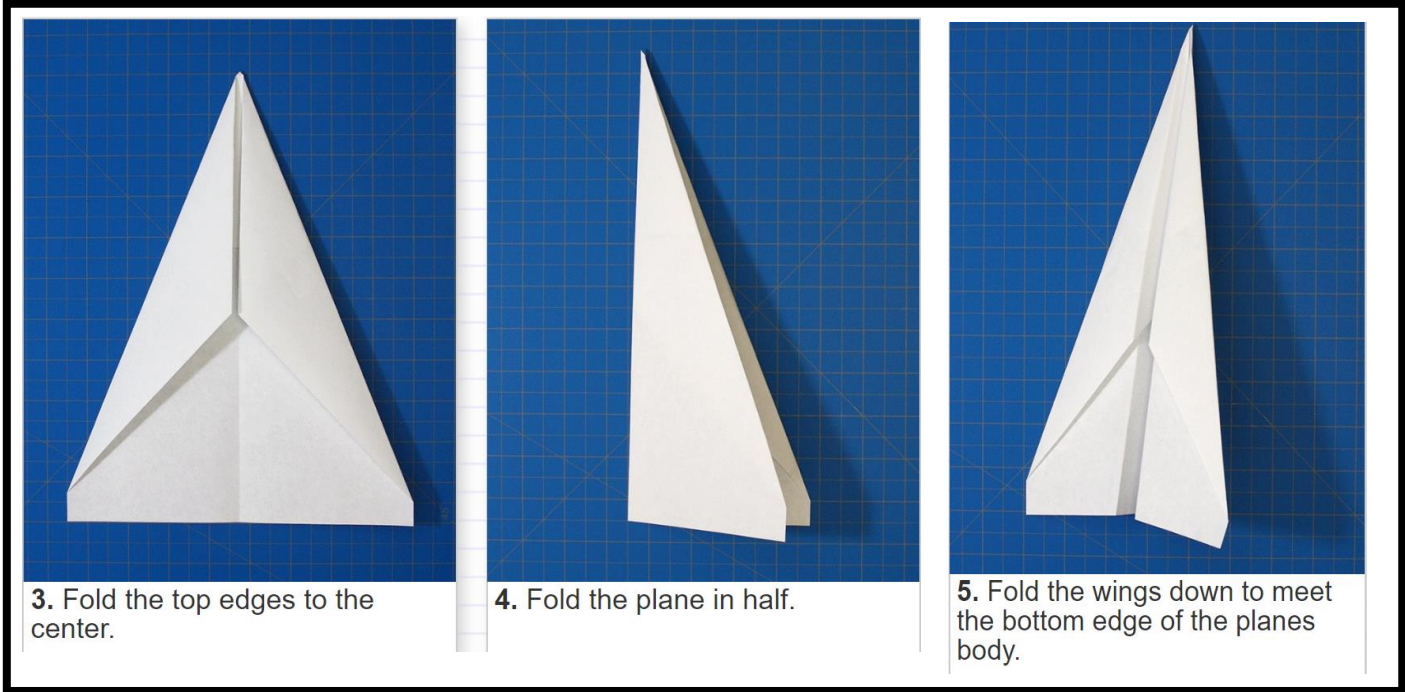 3. Fold the top edges to the
center.
4. Fold the plane in half.
5. Fold the wings down to meet
the bottom edge of the planes
body.